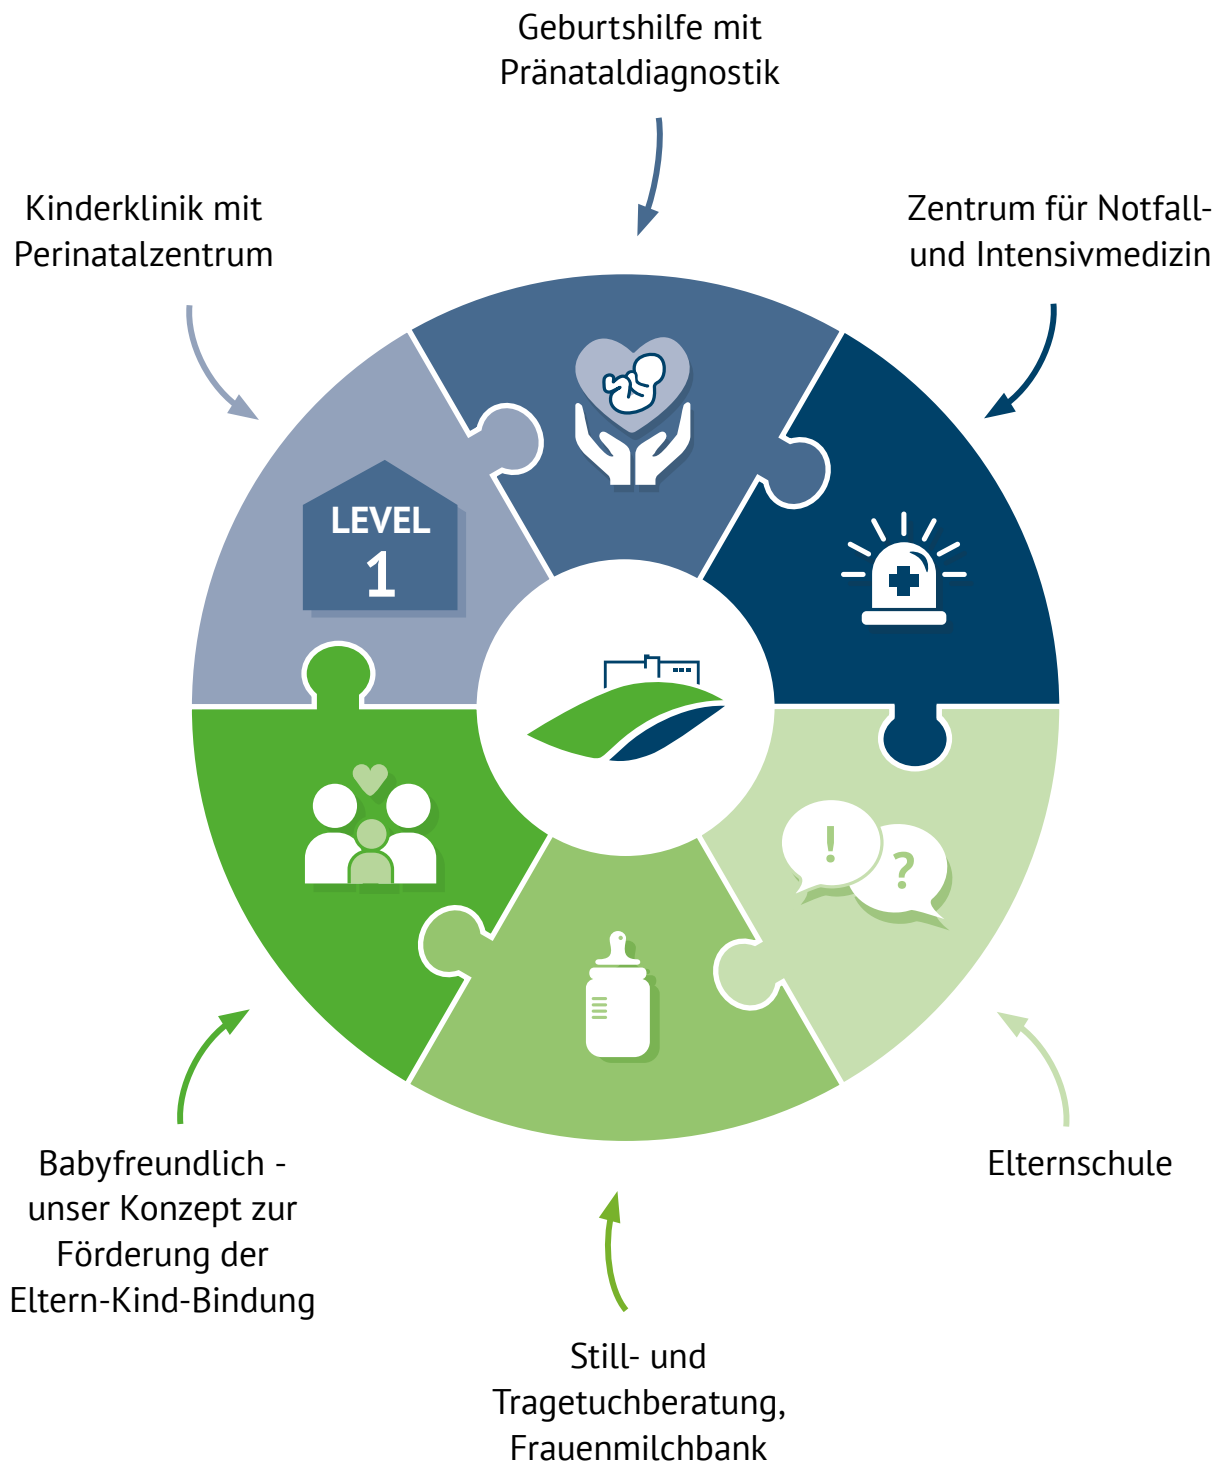 Geburtshilfe mit
Pränataldiagnostik
Kinderklinik mit
Perinatalzentrum
Zentrum für Notfall-
und Intensivmedizin
LEVEL
1
!
?
Babyfreundlich -
unser Konzept zur
Förderung der
Eltern-Kind-Bindung
Elternschule
Still- und
Tragetuchberatung,
Frauenmilchbank